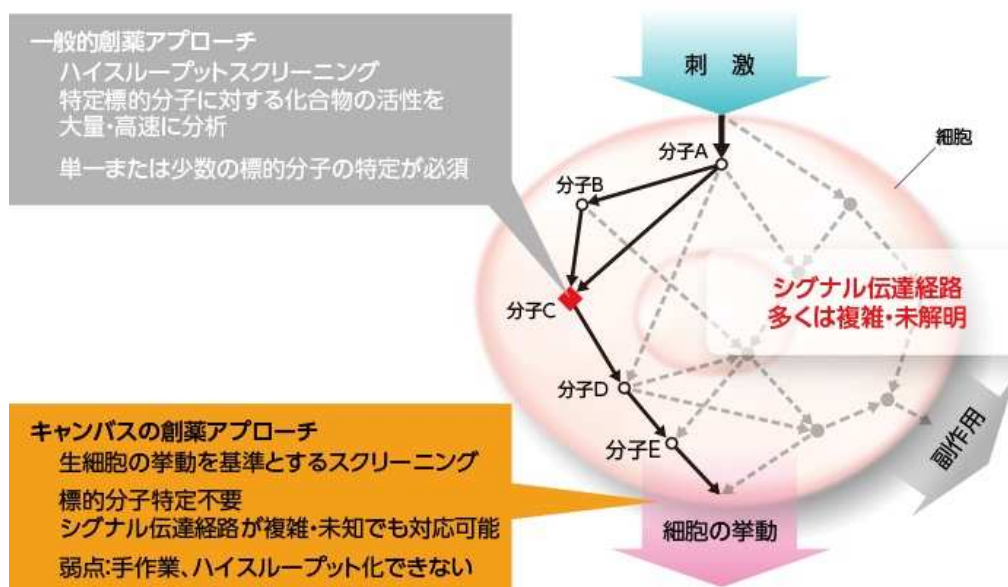 一般的創薬アプローチ
ハイスループットスクリーニング
特定標的分子に対する化合物の活性を
大量・高速に分析
単一または少数の標的分子の特定が必須
刺 激
細胞
分子A
分子B
分子C
シグナル伝達経路
多くは複雑・未解明
分子D
分子E
副作用
細胞の挙動
キャンバスの創薬アプローチ
生細胞の挙動を基準とするスクリーニング
標的分子特定不要
シグナル伝達経路が複雑・未知でも対応可能
弱点:手作業、ハイスループット化できない